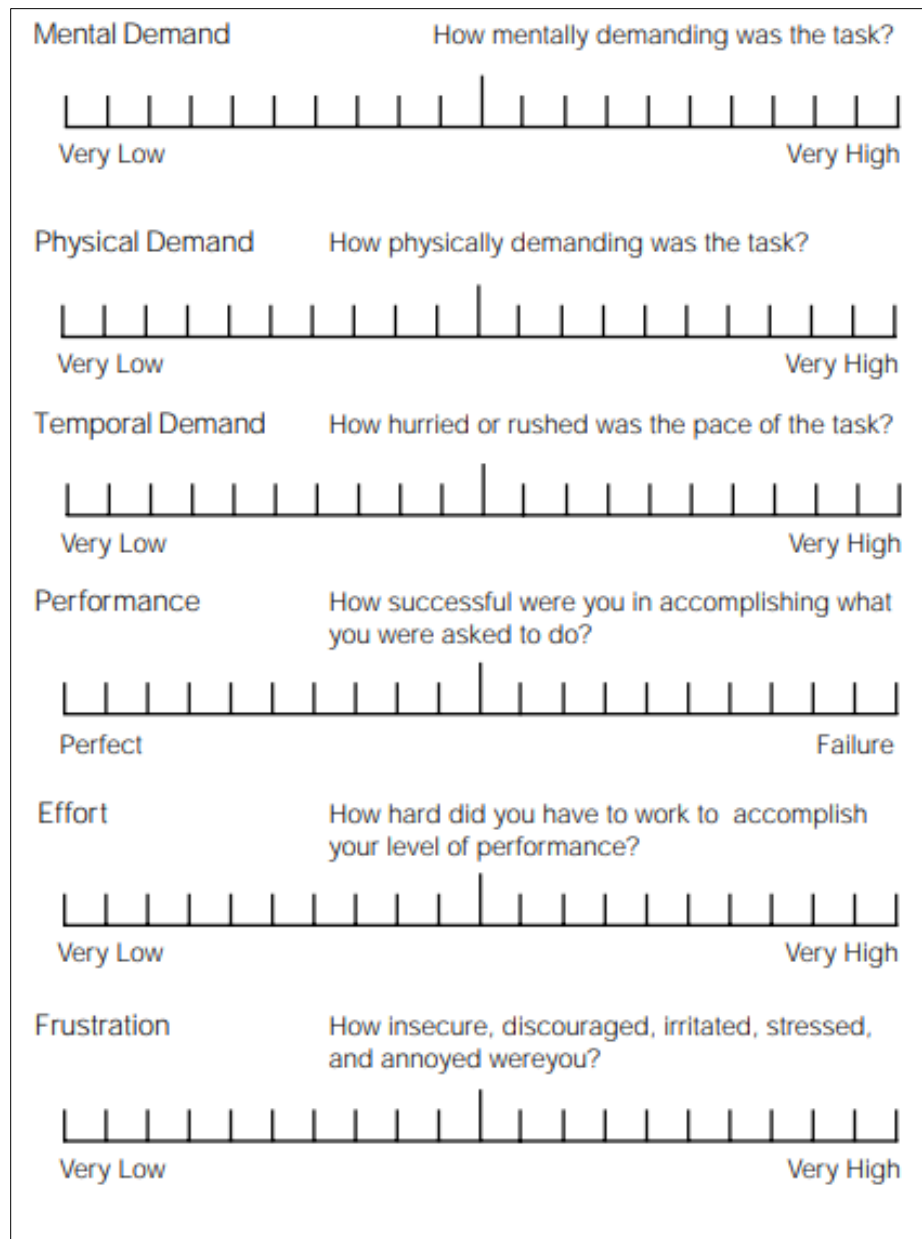 Mental Demand How mentally demanding was the task?
Very Low Very High
Physical Demand How physically demanding was the task?
Very Low Very High
Temporal Demand How hurried or rushed was the pace of the task?
Very Low Very High
Performance How successful were you in accomplishing what
you were asked to do?
Perfect Failure
Effort How hard did you have to work to accomplish
your level of performance?
Very Low Very High
Frustration How insecure, discouraged, irritated, stressed,
and annoyed wereyou?
Very Low Very High